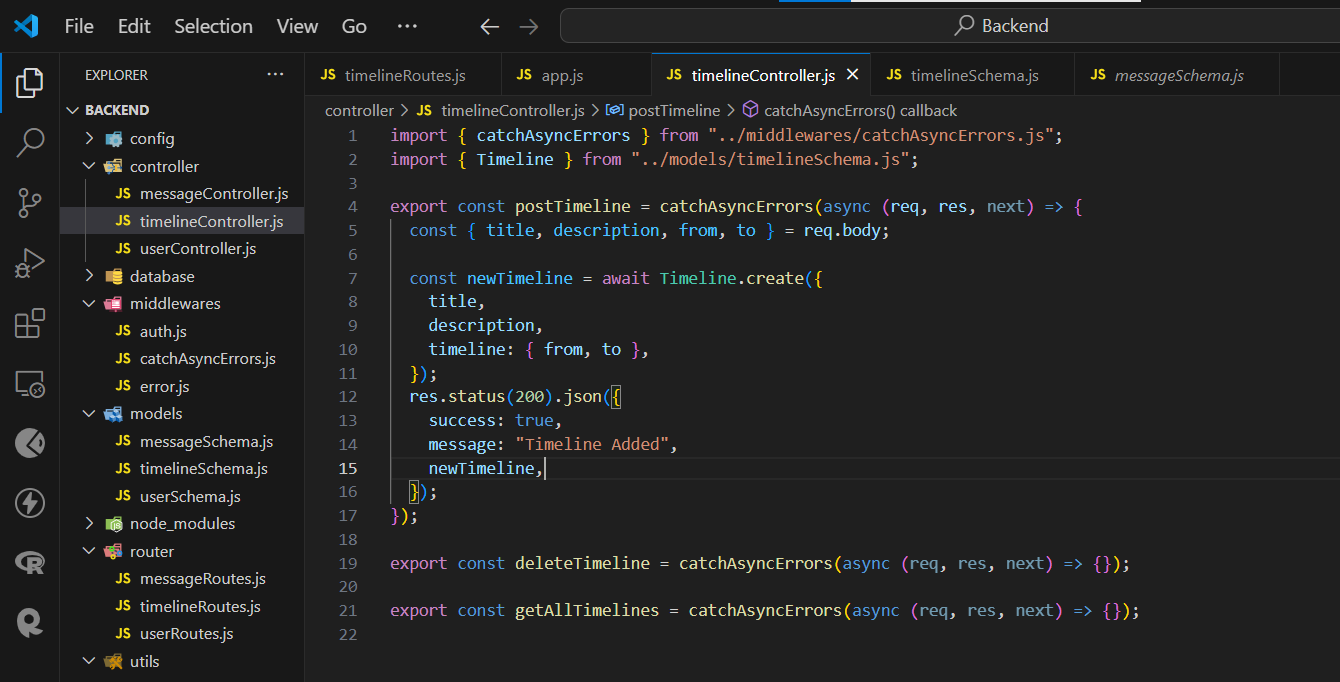 File Edit Selection View Go ··· Backend
EXPLORER ···
BACKEND
config
controller
JS messageController.js
JS timelineController.js
JS userController.js
database
middlewares
JS auth.js
JS catchAsyncErrors.js
JS error.js
models
JS messageSchema.js
JS timelineSchema.js
JS userSchema.js
node_modules
router
JS messageRoutes.js
JS timelineRoutes.js
JS userRoutes.js
utils
JS timelineRoutes.js JS app.js JS timelineController.js JS timelineSchema.js JS messageSchema.js
controller > JS timelineController.js > postTimeline > catchAsyncErrors() callback
1 import { catchAsyncErrors } from "../middlewares/catchAsyncErrors.js";
2 import { Timeline } from "../models/timelineSchema.js";
3
4 export const postTimeline = catchAsyncErrors(async (req, res, next) => {
5 const { title, description, from, to } = req.body;
6
7 const newTimeline = await Timeline.create({
8 title,
9 description,
10 timeline: { from, to },
11 });
12 res.status(200).json({
13 success: true,
14 message: "Timeline Added",
15 newTimeline,
16 });
17 });
18
19 export const deleteTimeline = catchAsyncErrors(async (req, res, next) => {});
20
21 export const getAllTimelines = catchAsyncErrors(async (req, res, next) => {});
22